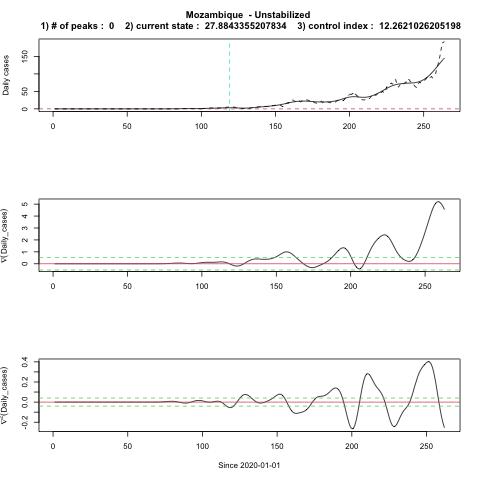 Mozambique - Unstabilized
1) # of peaks : 0 2) current state : 27.8843355207834 3) control index : 12.2621026205198
Daily cases
150
50
0
0 50 100 150 200 250
∇(Daily_cases)
5
4
3
2
1
0
0 50 100 150 200 250
∇²(Daily_cases)
0.4
0.2
0.0
-0.2
0 50 100 150 200 250
Since 2020-01-01